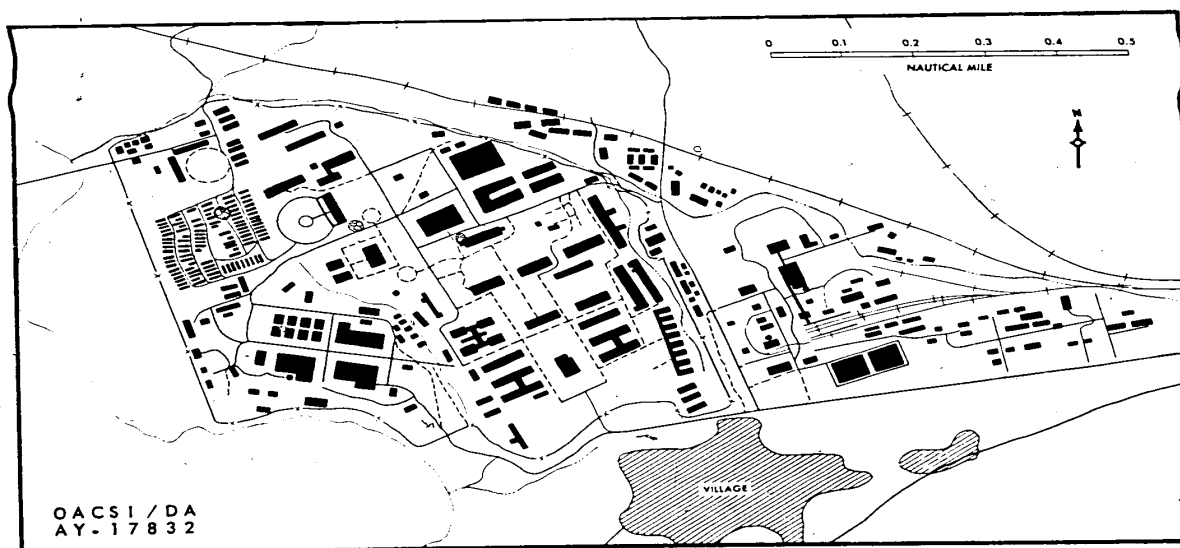 0 0.1 0.2 0.3 0.4 0.5
NAUTICAL MILE
N
VILLAGE
OACSI/DA
AY-17832